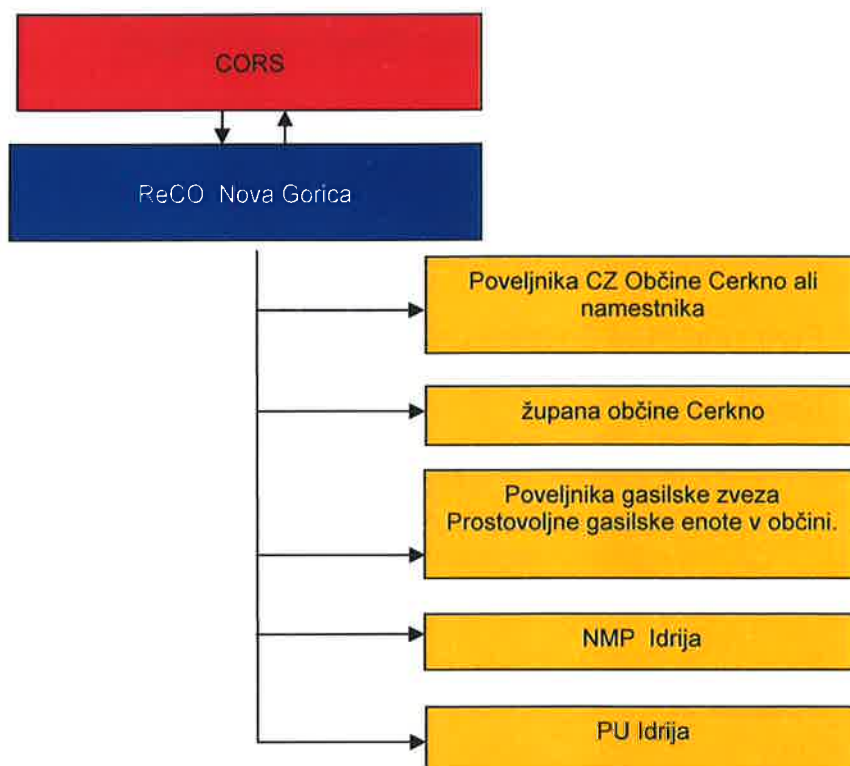 CORS
ReCO Nova Gorica
Poveljnika CZ Občine Cerkno ali
namestnika
župana občine Cerkno
Poveljnika gasilske zveza
Prostovoljne gasilske enote v občini.
NMP Idrija
PU Idrija